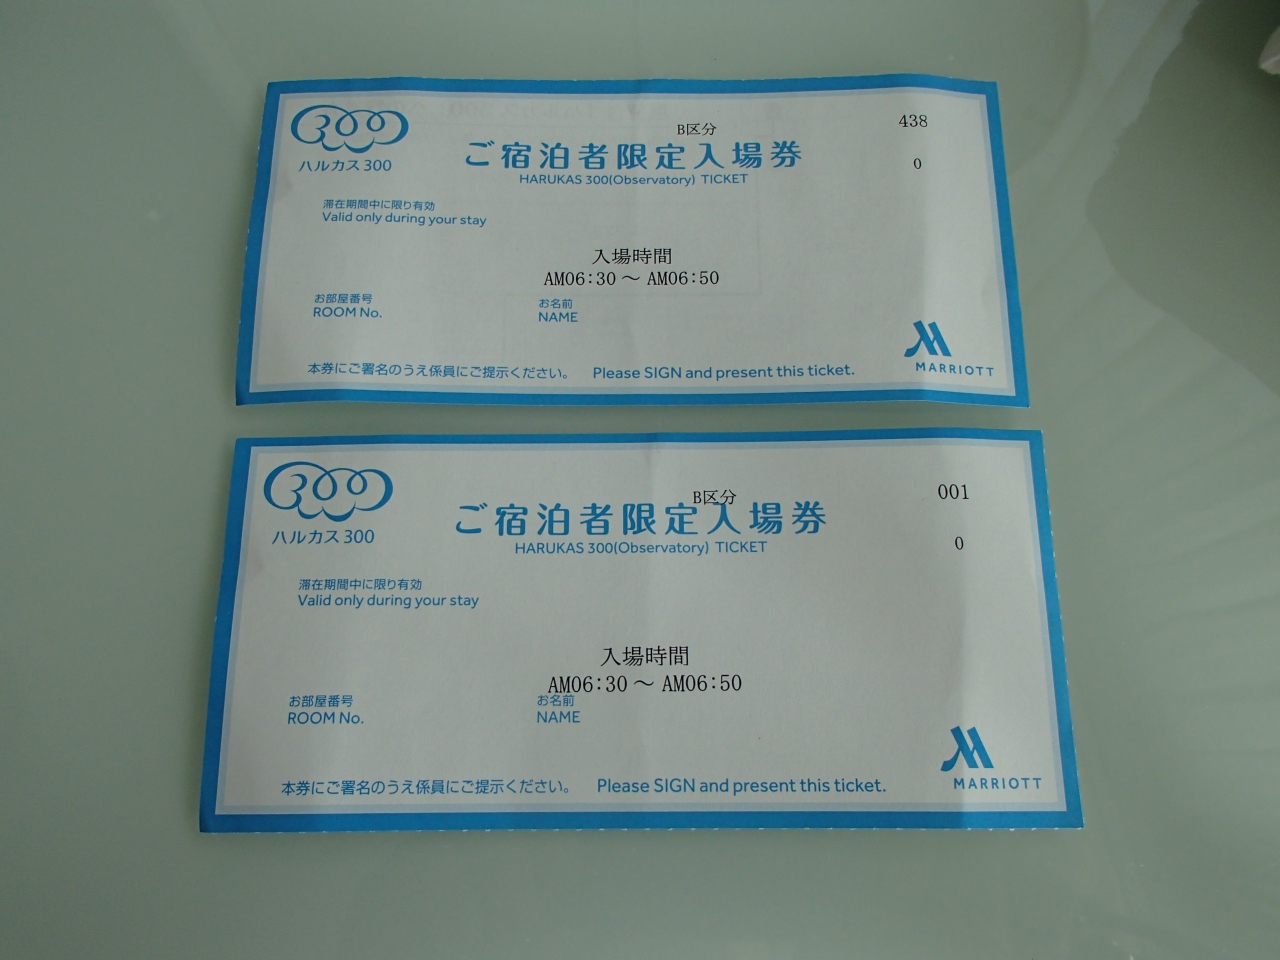 300
ハルカス300
B区分
438
ご宿泊者限定入場券
0
HARUKAS 300(Observatory) TICKET
滞在期間中に限り有効
Valid only during your stay
入場時間
AM06:30 ～ AM06:50
お部屋番号
お名前
ROOM No.
NAME
本券にご署名のうえ係員にご提示ください。 Please SIGN and present this ticket.
MARRIOTT
300
ハルカス300
B区分
001
ご宿泊者限定入場券
0
HARUKAS 300(Observatory) TICKET
滞在期間中に限り有効
Valid only during your stay
入場時間
AM06:30 ～ AM06:50
お部屋番号
お名前
ROOM No.
NAME
本券にご署名のうえ係員にご提示ください。 Please SIGN and present this ticket.
MARRIOTT